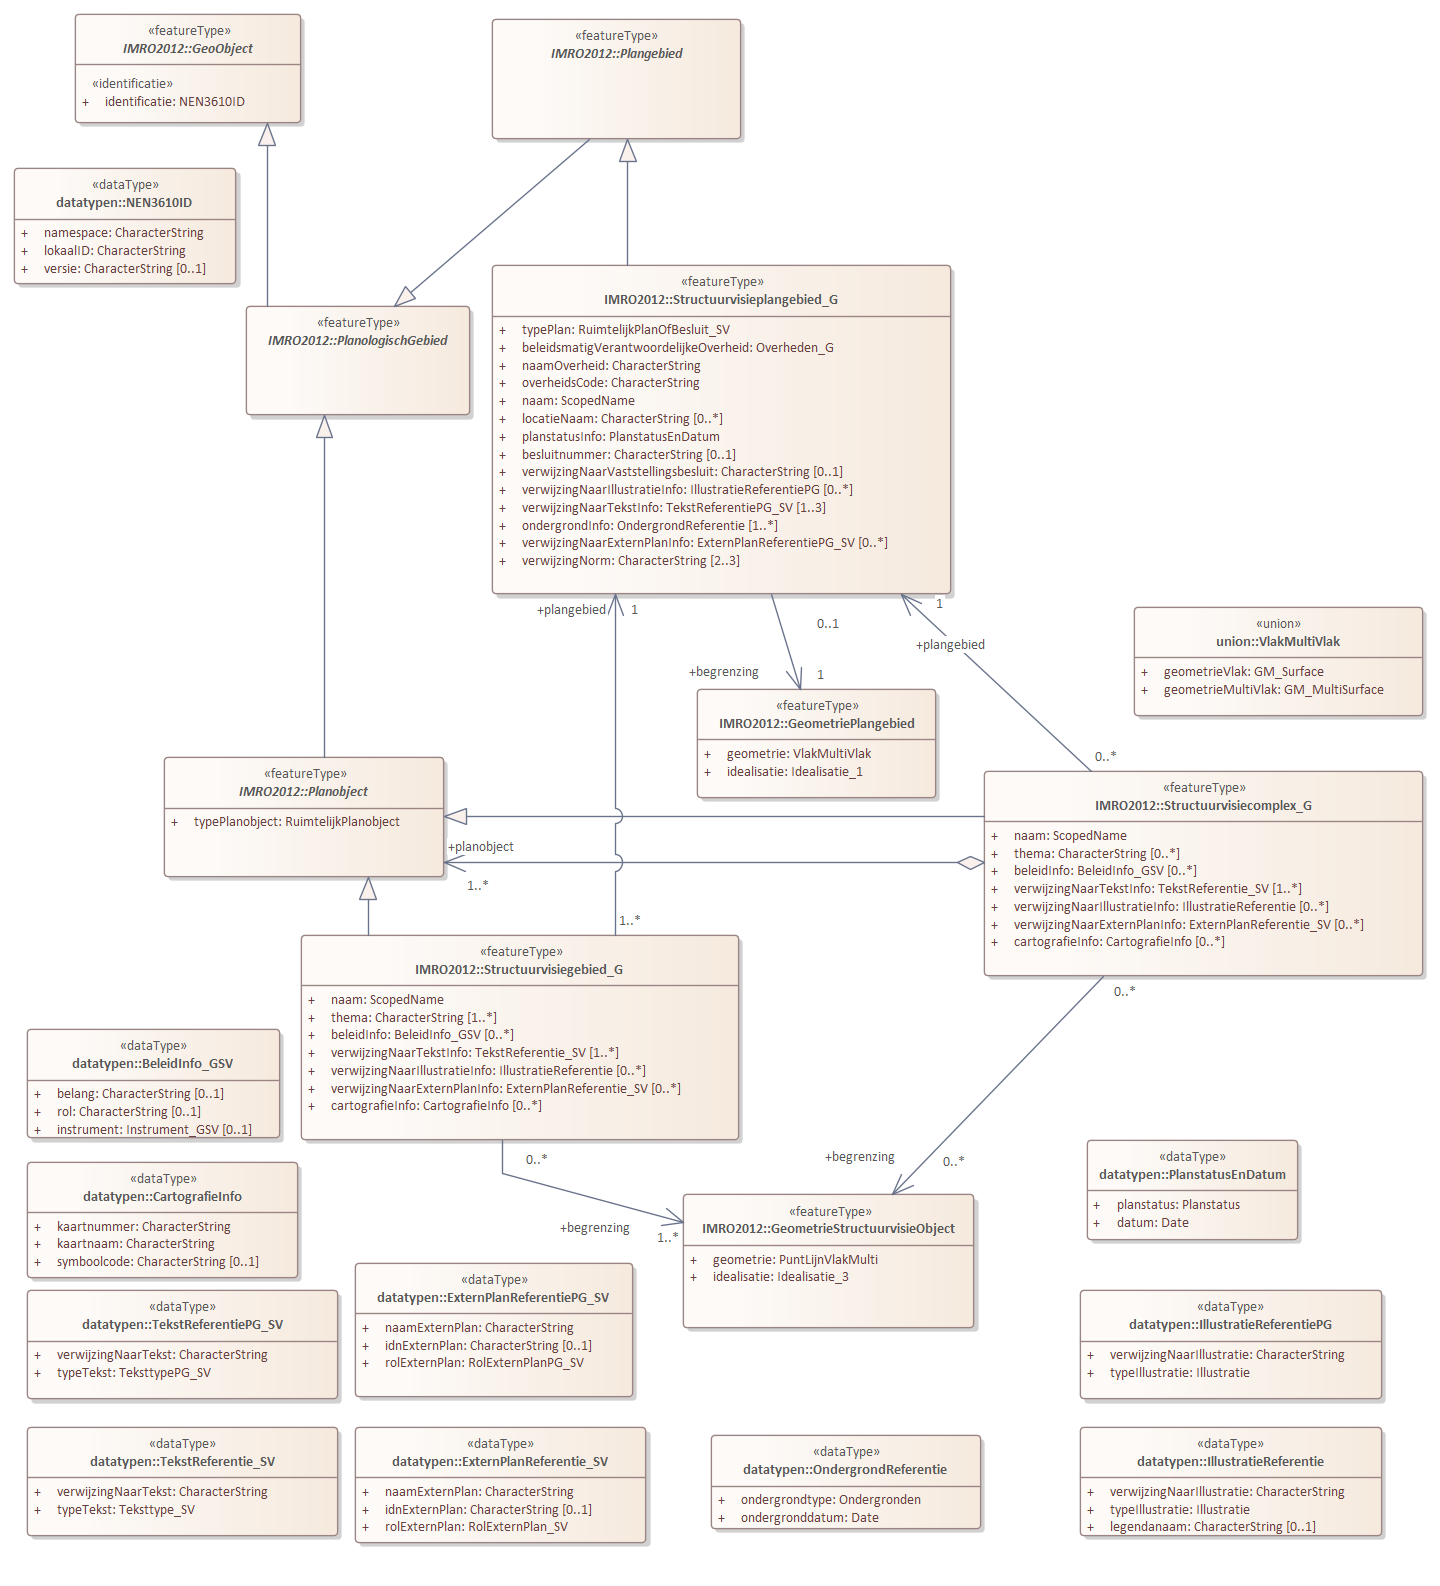 «featureType»
IMRO2012::GeoObject
«identificatie»
+ identificatie: NEN3610ID
«featureType»
IMRO2012::Plangebied
«dataType»
datatypen::NEN3610ID
+ namespace: CharacterString
+ lokaalID: CharacterString
+ versie: CharacterString [0..1]
«featureType»
IMRO2012::PlanologischGebied
«featureType»
IMRO2012::Structuurvisieplangebied_G
+ typePlan: RuimtelijkPlanOfBesluit_SV
+ beleidsmatigVerantwoordelijkeOverheid: Overheden_G
+ naamOverheid: CharacterString
+ overheidsCode: CharacterString
+ naam: ScopedName
+ locatieNaam: CharacterString [0..*]
+ planstatusInfo: PlanstatusEnDatum
+ besluitnummer: CharacterString [0..1]
+ verwijzingNaarVaststellingsbesluit: CharacterString [0..1]
+ verwijzingNaarIllustratieInfo: IllustratieReferentiePG [0..*]
+ verwijzingNaarTekstInfo: TekstReferentiePG_SV [1..3]
+ ondergrondInfo: OndergrondReferentie [1..*]
+ verwijzingNaarExternPlanInfo: ExternPlanReferentiePG_SV [0..*]
+ verwijzingNorm: CharacterString [2..3]
+plangebied
1
0..1
1
+plangebied
+begrenzing
1
0..*
«union»
union::VlakMultiVlak
+ geometrieVlak: GM_Surface
+ geometrieMultiVlak: GM_MultiSurface
«featureType»
IMRO2012::GeometriePlangebied
+ geometrie: VlakMultiVlak
+ idealisatie: Idealisatie_1
«featureType»
IMRO2012::Planobject
+ typePlanobject: RuimtelijkPlanobject
+planobject
1..*
«featureType»
IMRO2012::Structuurvisiecomplex_G
+ naam: ScopedName
+ thema: CharacterString [0..*]
+ beleidInfo: BeleidInfo_GSV [0..*]
+ verwijzingNaarTekstInfo: TekstReferentie_SV [1..*]
+ verwijzingNaarIllustratieInfo: IllustratieReferentie [0..*]
+ verwijzingNaarExternPlanInfo: ExternPlanReferentie_SV [0..*]
+ cartografieInfo: CartografieInfo [0..*]
1..*
«featureType»
IMRO2012::Structuurvisiegebied_G
+ naam: ScopedName
+ thema: CharacterString [1..*]
+ beleidInfo: BeleidInfo_GSV [0..*]
+ verwijzingNaarTekstInfo: TekstReferentie_SV [1..*]
+ verwijzingNaarIllustratieInfo: IllustratieReferentie [0..*]
+ verwijzingNaarExternPlanInfo: ExternPlanReferentie_SV [0..*]
+ cartografieInfo: CartografieInfo [0..*]
0..*
0..*
+begrenzing
0..*
+begrenzing
1..*
«dataType»
datatypen::BeleidInfo_GSV
+ belang: CharacterString [0..1]
+ rol: CharacterString [0..1]
+ instrument: Instrument_GSV [0..1]
«dataType»
datatypen::CartografieInfo
+ kaartnummer: CharacterString
+ kaartnaam: CharacterString
+ symboolcode: CharacterString [0..1]
«featureType»
IMRO2012::GeometrieStructuurvisieObject
+ geometrie: PuntLijnVlakMulti
+ idealisatie: Idealisatie_3
«dataType»
datatypen::PlanstatusEnDatum
+ planstatus: Planstatus
+ datum: Date
«dataType»
datatypen::TekstReferentiePG_SV
+ verwijzingNaarTekst: CharacterString
+ typeTekst: TeksttypePG_SV
«dataType»
datatypen::ExternPlanReferentiePG_SV
+ naamExternPlan: CharacterString
+ idnExternPlan: CharacterString [0..1]
+ rolExternPlan: RolExternPlanPG_SV
«dataType»
datatypen::IllustratieReferentiePG
+ verwijzingNaarIllustratie: CharacterString
+ typeIllustratie: Illustratie
«dataType»
datatypen::TekstReferentie_SV
+ verwijzingNaarTekst: CharacterString
+ typeTekst: Teksttype_SV
«dataType»
datatypen::ExternPlanReferentie_SV
+ naamExternPlan: CharacterString
+ idnExternPlan: CharacterString [0..1]
+ rolExternPlan: RolExternPlan_SV
«dataType»
datatypen::OndergrondReferentie
+ ondergrondtype: Ondergronden
+ ondergronddatum: Date
«dataType»
datatypen::IllustratieReferentie
+ verwijzingNaarIllustratie: CharacterString
+ typeIllustratie: Illustratie
+ legendanaam: CharacterString [0..1]